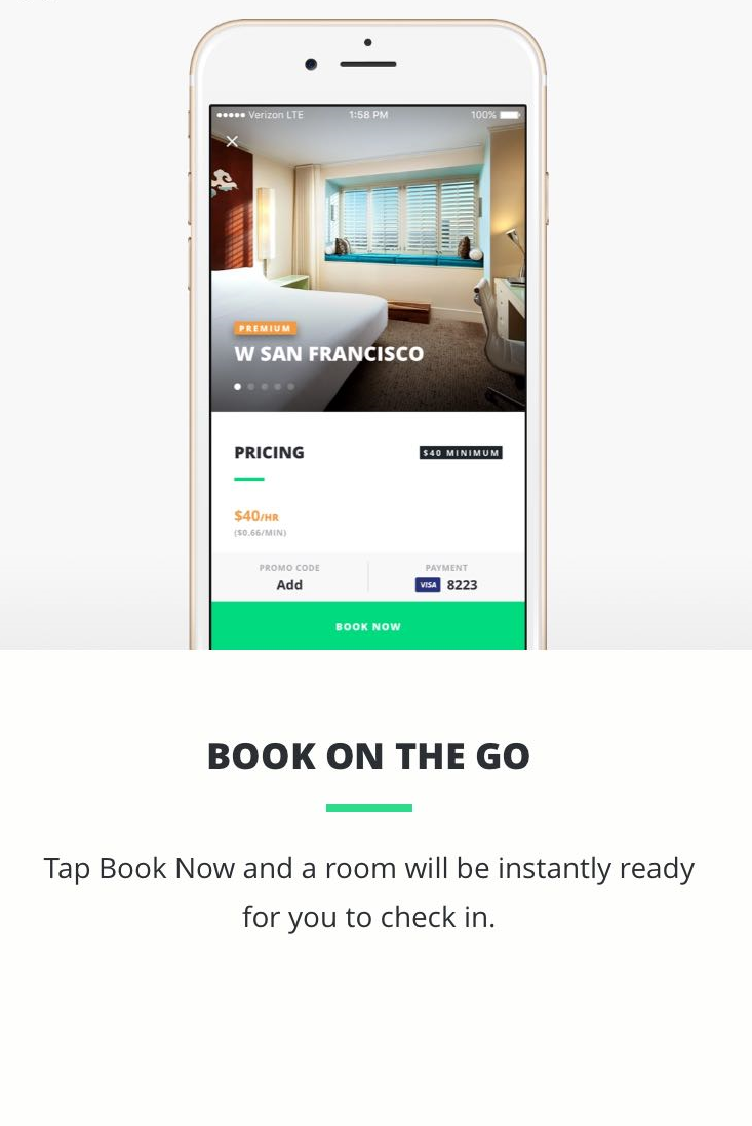 Verizon LTE 1:58 PM 100%
PREMIUM
W SAN FRANCISCO
PRICING $40 MINIMUM
$40/HR
($0.66/MIN)
PROMO CODE PAYMENT
Add VISA 8223
BOOK NOW
BOOK ON THE GO
Tap Book Now and a room will be instantly ready
for you to check in.